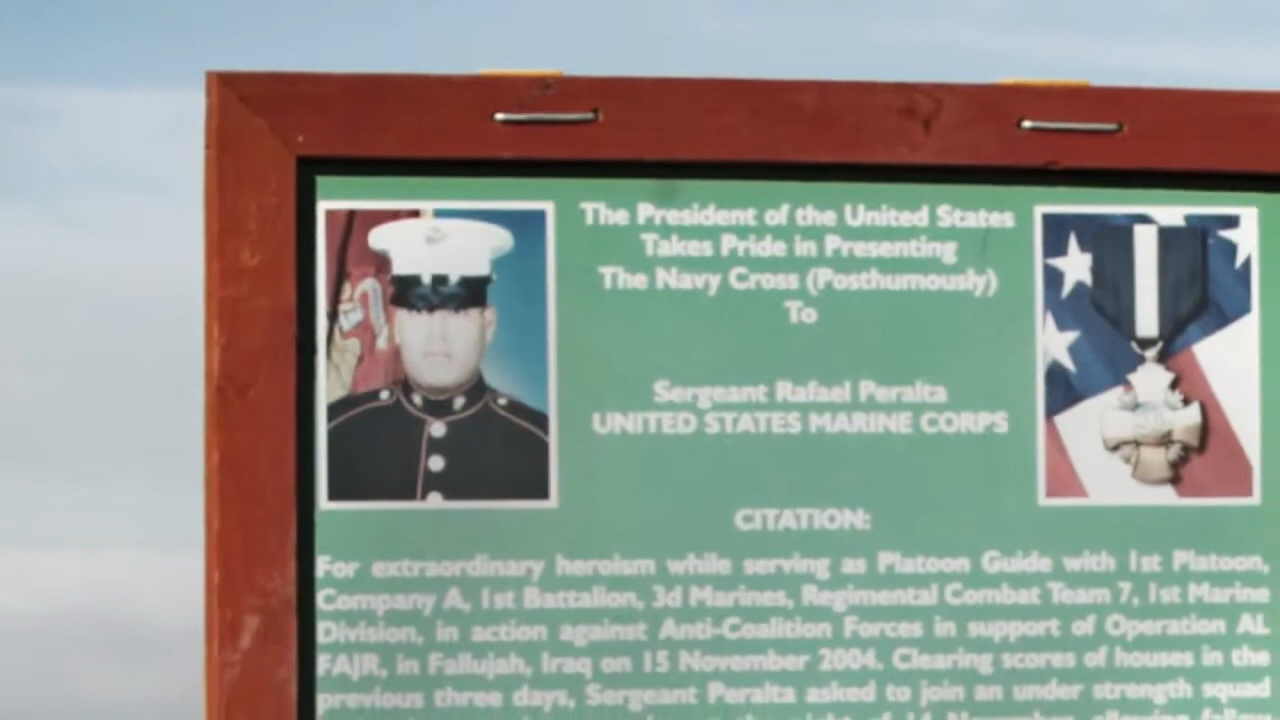 The President of the United States
Takes Pride in Presenting
The Navy Cross (Posthumously)
To
Sergeant Rafael Peralta
UNITED STATES MARINE CORPS
CITATION:
For extraordinary heroism while serving as Platoon Guide with 1st Platoon,
Company A, 1st Battalion, 3d Marines, Regimental Combat Team 7, 1st Marine
Division, in action against Anti-Coalition Forces in support of Operation AL
FAJR, in Fallujah, Iraq on 15 November 2004. Clearing scores of houses in the
previous three days, Sergeant Peralta asked to join an under strength squad